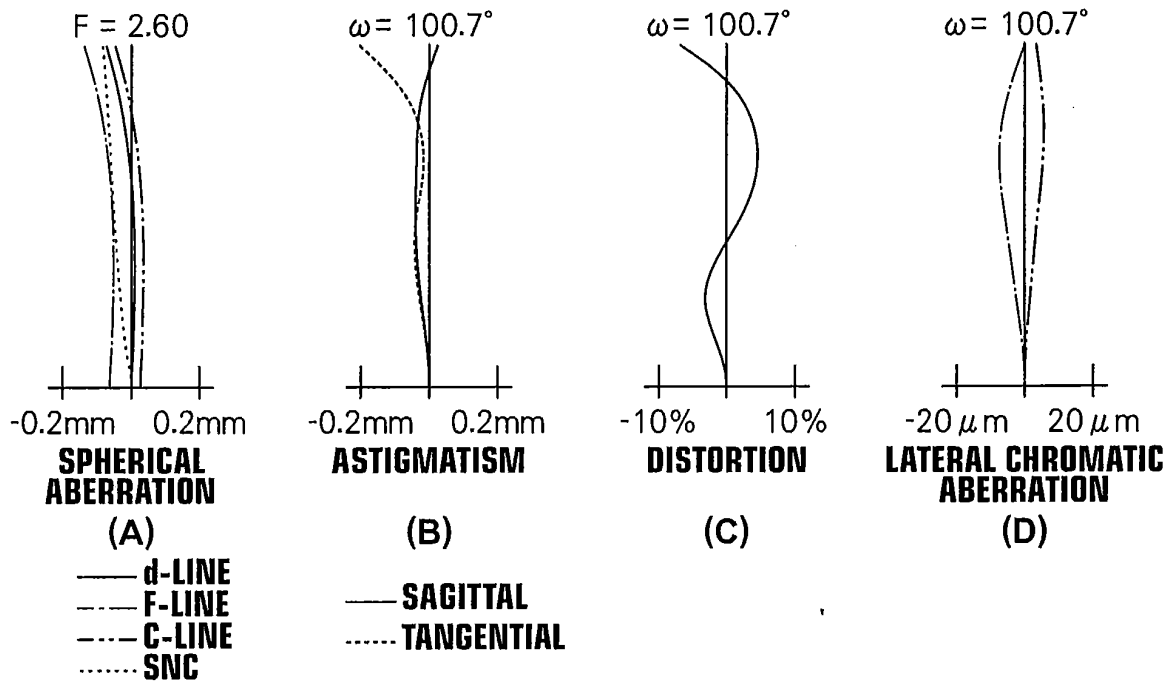 F = 2.60
-0.2mm 0.2mm
SPHERICAL
ABERRATION
(A)
d-LINE
F-LINE
C-LINE
SNC
ω= 100.7°
-0.2mm 0.2mm
ASTIGMATISM
(B)
SAGITTAL
TANGENTIAL
ω= 100.7°
-10% 10%
DISTORTION
(C)
ω= 100.7°
-20 μm 20 μm
LATERAL CHROMATIC
ABERRATION
(D)